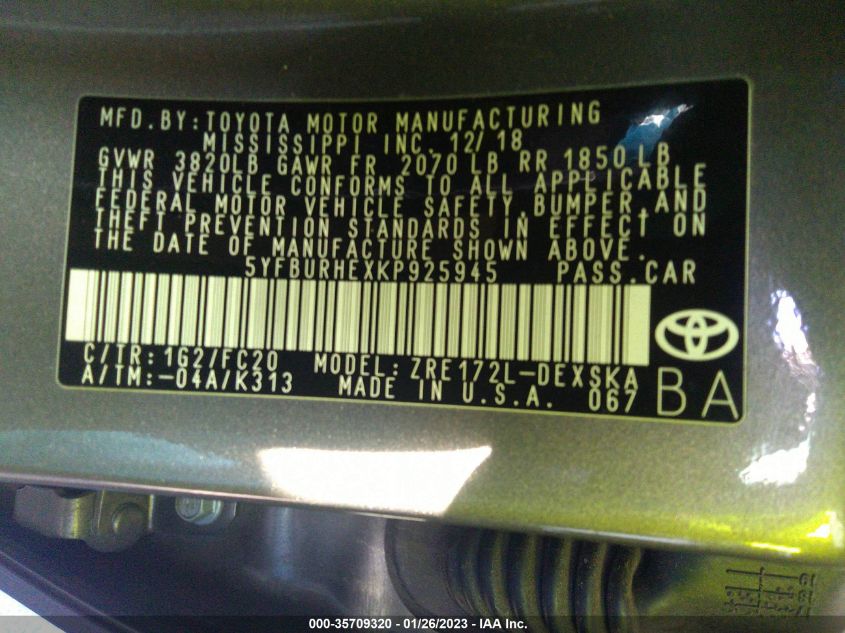 MFD.BY:TOYOTA MOTOR MANUFACTURING
MISSISSIPPI INC. 12/18
GVWR 3820LB GAWR FR 2070 LB RR 1850 LB
THIS VEHICLE CONFORMS TO ALL APPLICABLE
FEDERAL MOTOR VEHICLE SAFETY,BUMPER,AND
THEFT PREVENTION STANDARDS IN EFFECT ON
THE DATE OF MANUFACTURE SHOWN ABOVE.
5YFBURHEXKP925945 PASS.CAR
C/TR:1G2/FC20 MODEL:ZRE172L-DEXSKA
A/TM:-04A/K313 MADE IN U.S.A. 067 BA
000-35709320 - 01/26/2023 - IAA Inc.